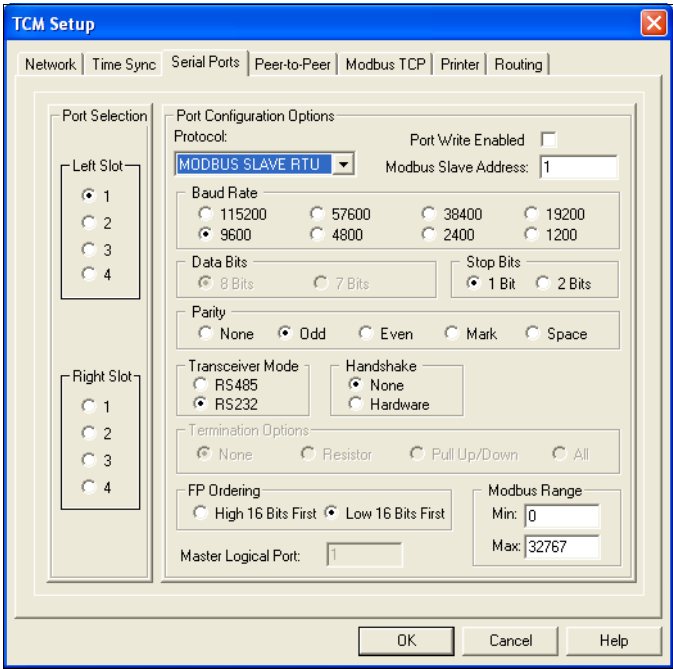 TCM Setup
Network Time Sync Serial Ports Peer-to-Peer Modbus TCP Printer Routing
Port Selection
Left Slot
1
2
3
4
Right Slot
1
2
3
4
Port Configuration Options
Protocol:
MODBUS SLAVE RTU
Port Write Enabled
Modbus Slave Address: 1
Baud Rate
115200 57600 38400 19200
9600 4800 2400 1200
Data Bits
8 Bits 7 Bits
Stop Bits
1 Bit 2 Bits
Parity
None Odd Even Mark Space
Transceiver Mode
RS485
RS232
Handshake
None
Hardware
Termination Options
None Resistor Pull Up/Down All
FP Ordering
High 16 Bits First Low 16 Bits First
Modbus Range
Min: 0
Max: 32767
Master Logical Port: 1
OK Cancel Help